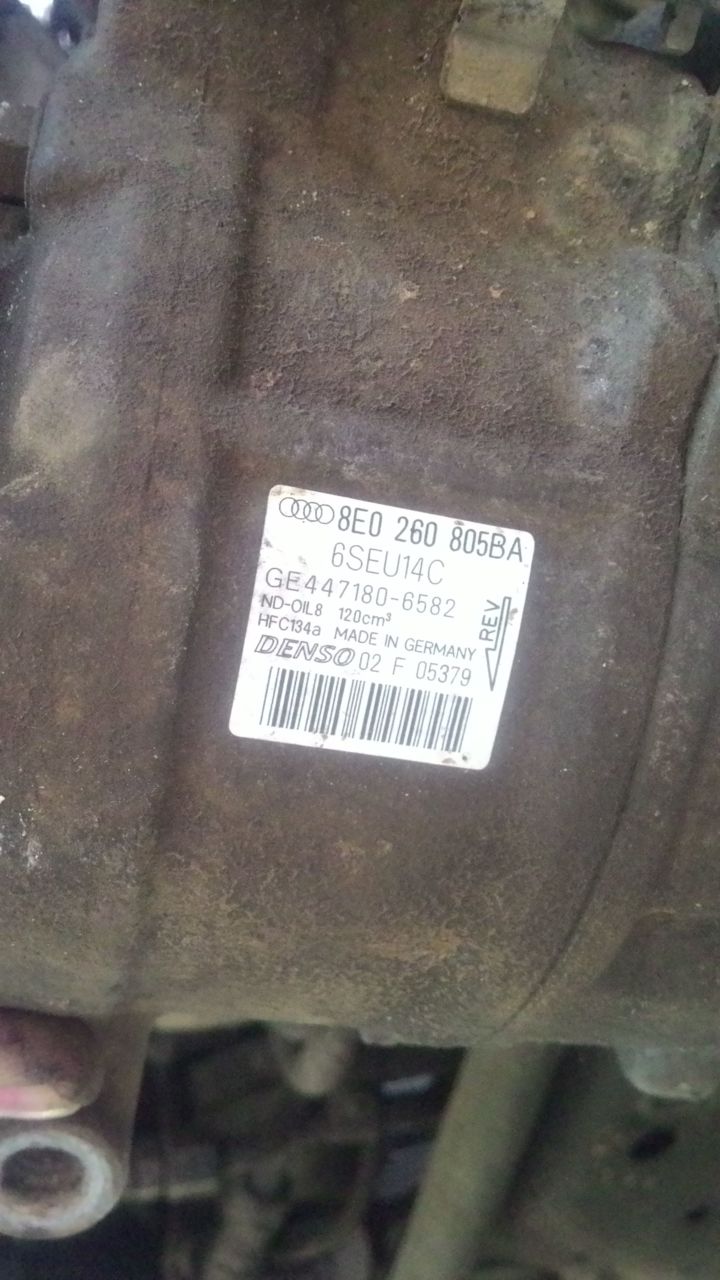 8E0 260 805BA
6SEU14C
GE447180-6582
ND-OIL8 120cm³
HFC134a MADE IN GERMANY
DENSO 02 F 05379
REV